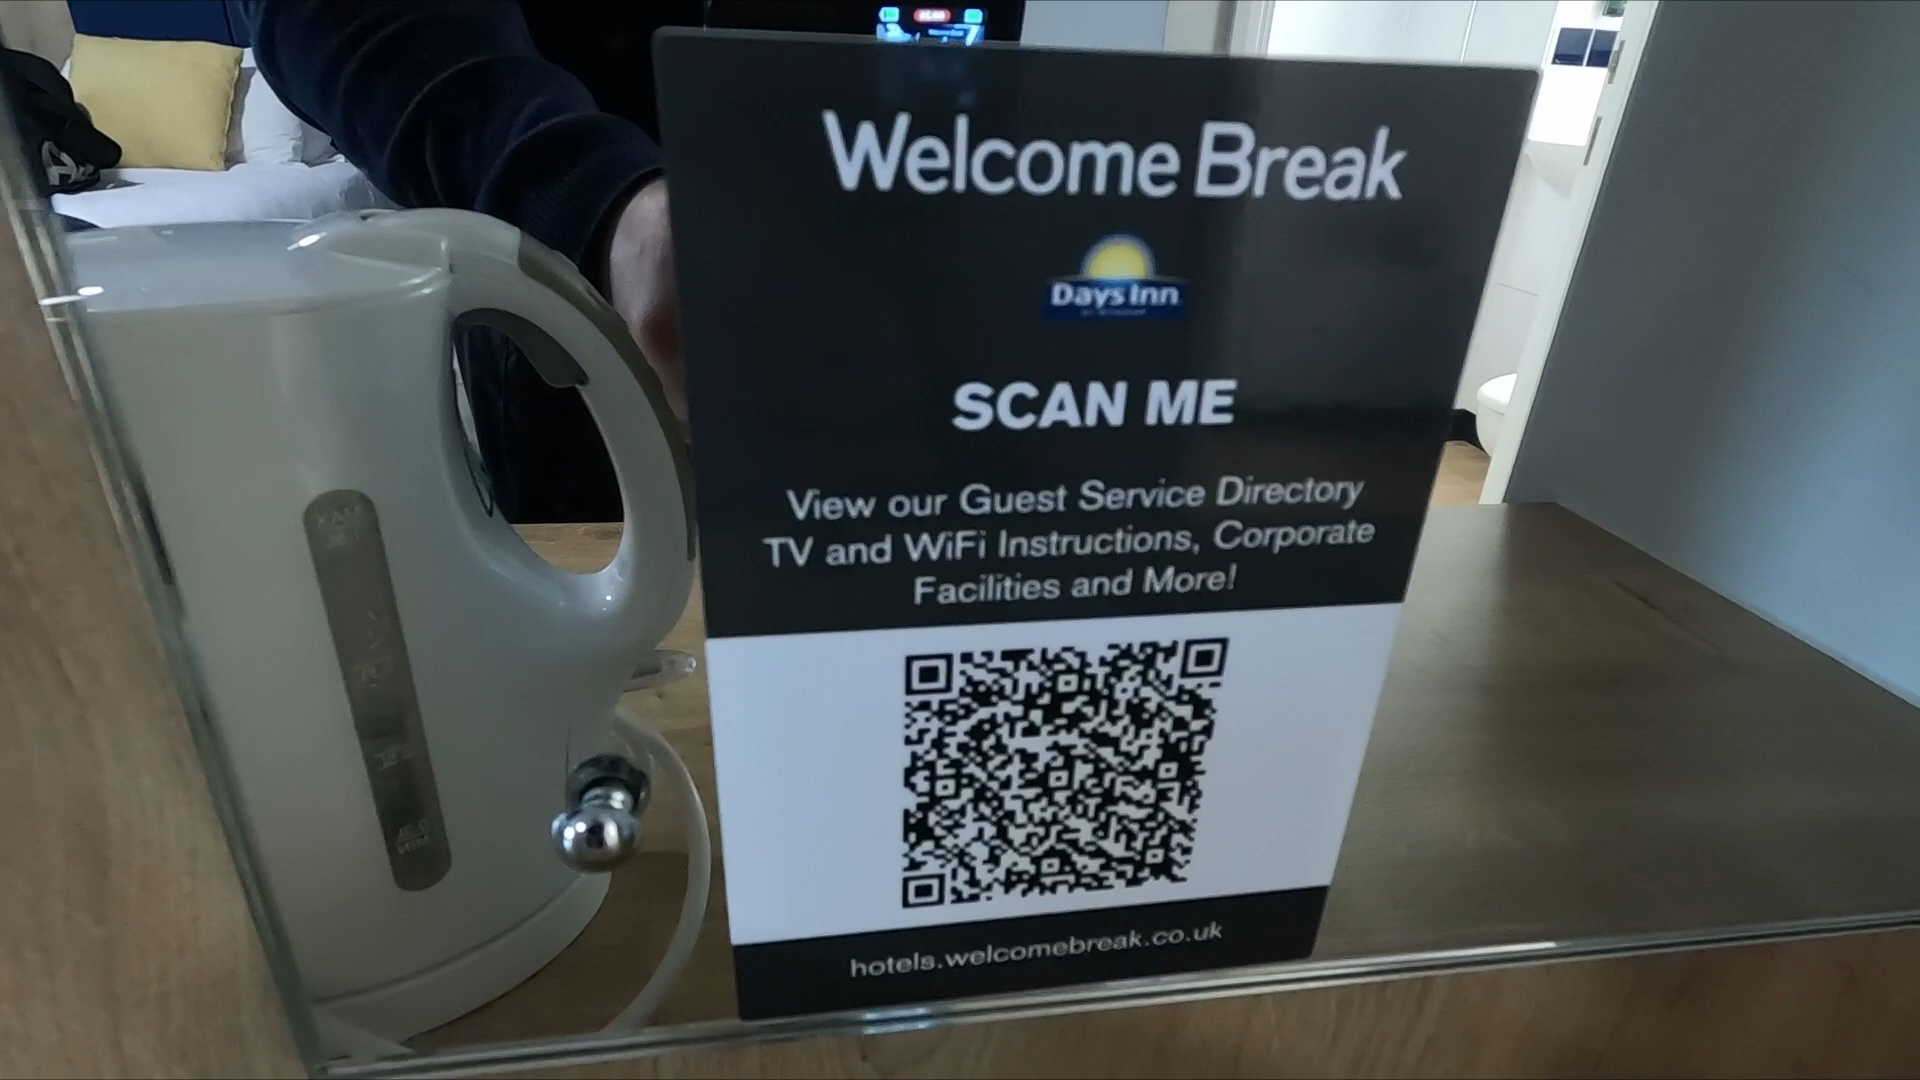 Welcome Break
Days Inn
SCAN ME
View our Guest Service Directory
TV and WiFi Instructions, Corporate
Facilities and More!
hotels.welcomebreak.co.uk